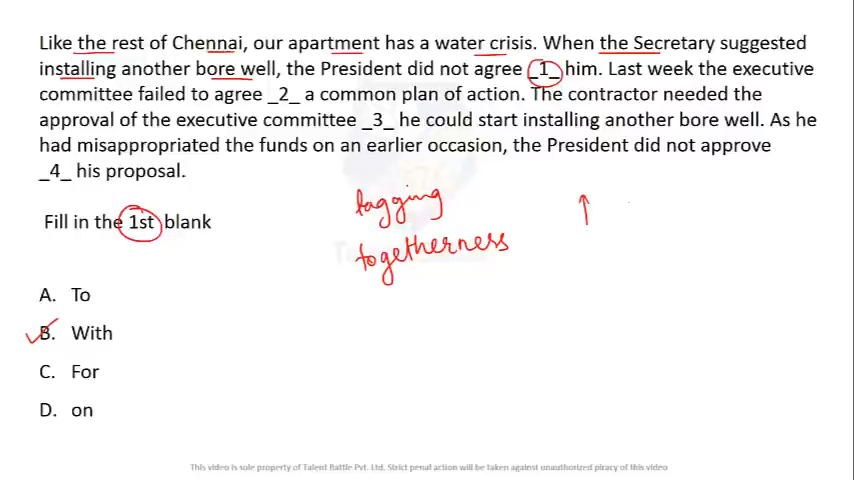 Like the rest of Chennai, our apartment has a water crisis. When the Secretary suggested
installing another bore well, the President did not agree _1_ him. Last week the executive
committee failed to agree _2_ a common plan of action. The contractor needed the
approval of the executive committee _3_ he could start installing another bore well. As he
had misappropriated the funds on an earlier occasion, the President did not approve
_4_ his proposal.
tagging
Fill in the 1st blank
togetherness
A. To
B. With
C. For
D. on
This video is sole property of Talent Battle Pvt. Ltd. Strict penal action will be taken against unauthorized piracy of this video